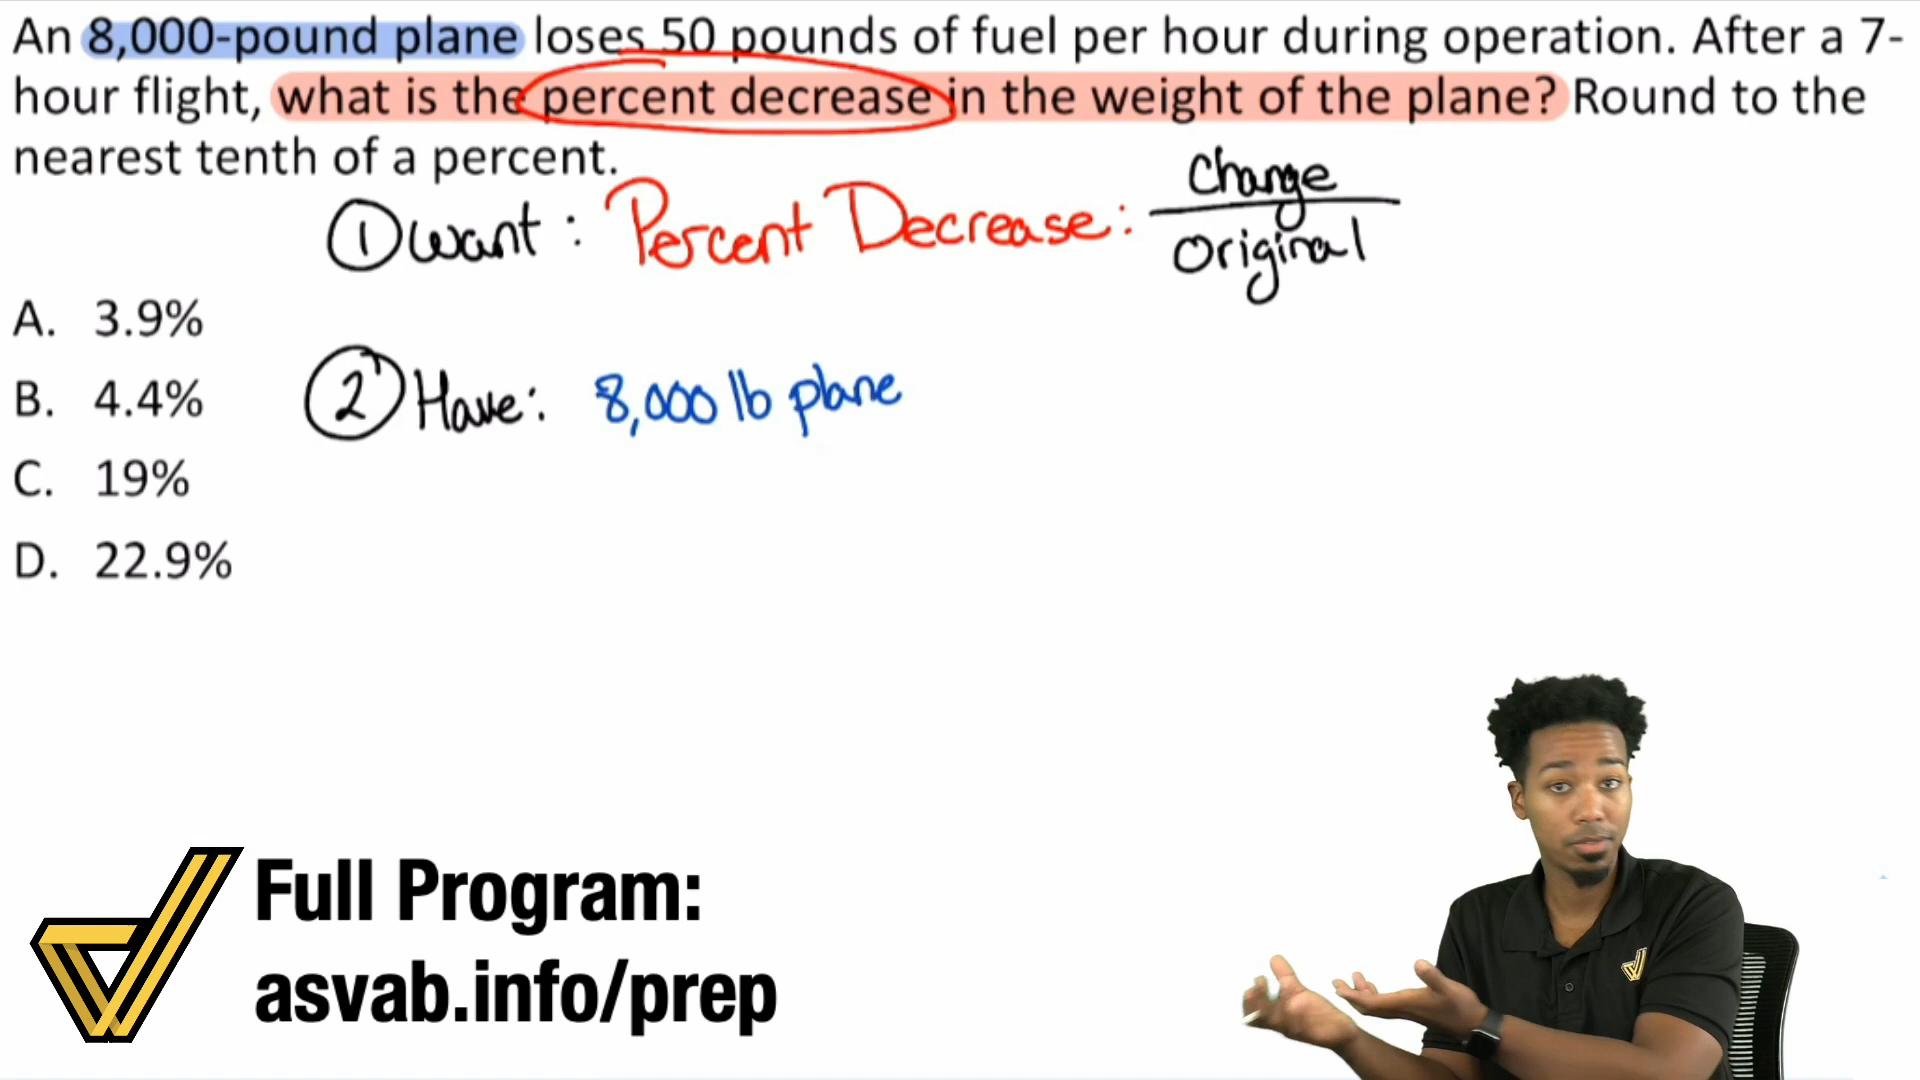 An 8,000-pound plane loses 50 pounds of fuel per hour during operation. After a 7-
hour flight, what is the percent decrease in the weight of the plane? Round to the
nearest tenth of a percent.
① want : Percent Decrease: Change
Original
A. 3.9%
B. 4.4%
② Have: 8,000 lb plane
C. 19%
D. 22.9%
Full Program:
asvab.info/prep